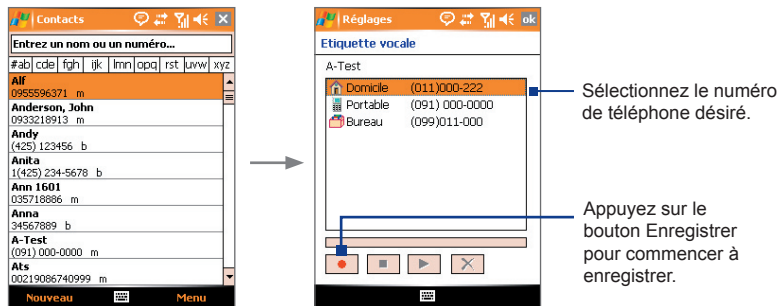 Contacts
Entrez un nom ou un numéro...
#ab cde fgh ijk lmn opq rst uvw xyz
Alf
0955596371 m
Anderson, John
0933218913 m
Andy
(425) 123456 b
Anita
1(425) 234-5678 b
Ann 1601
035718886 m
Anna
34567889 b
A-Test
(091) 000-0000 m
Ats
00219086740999 m
Nouveau Menu
Réglages ok
Etiquette vocale
A-Test
Domicile (011)000-222
Portable (091) 000-0000
Bureau (099)011-000
Sélectionnez le numéro
de téléphone désiré.
Appuyez sur le
bouton Enregistrer
pour commencer à
enregistrer.